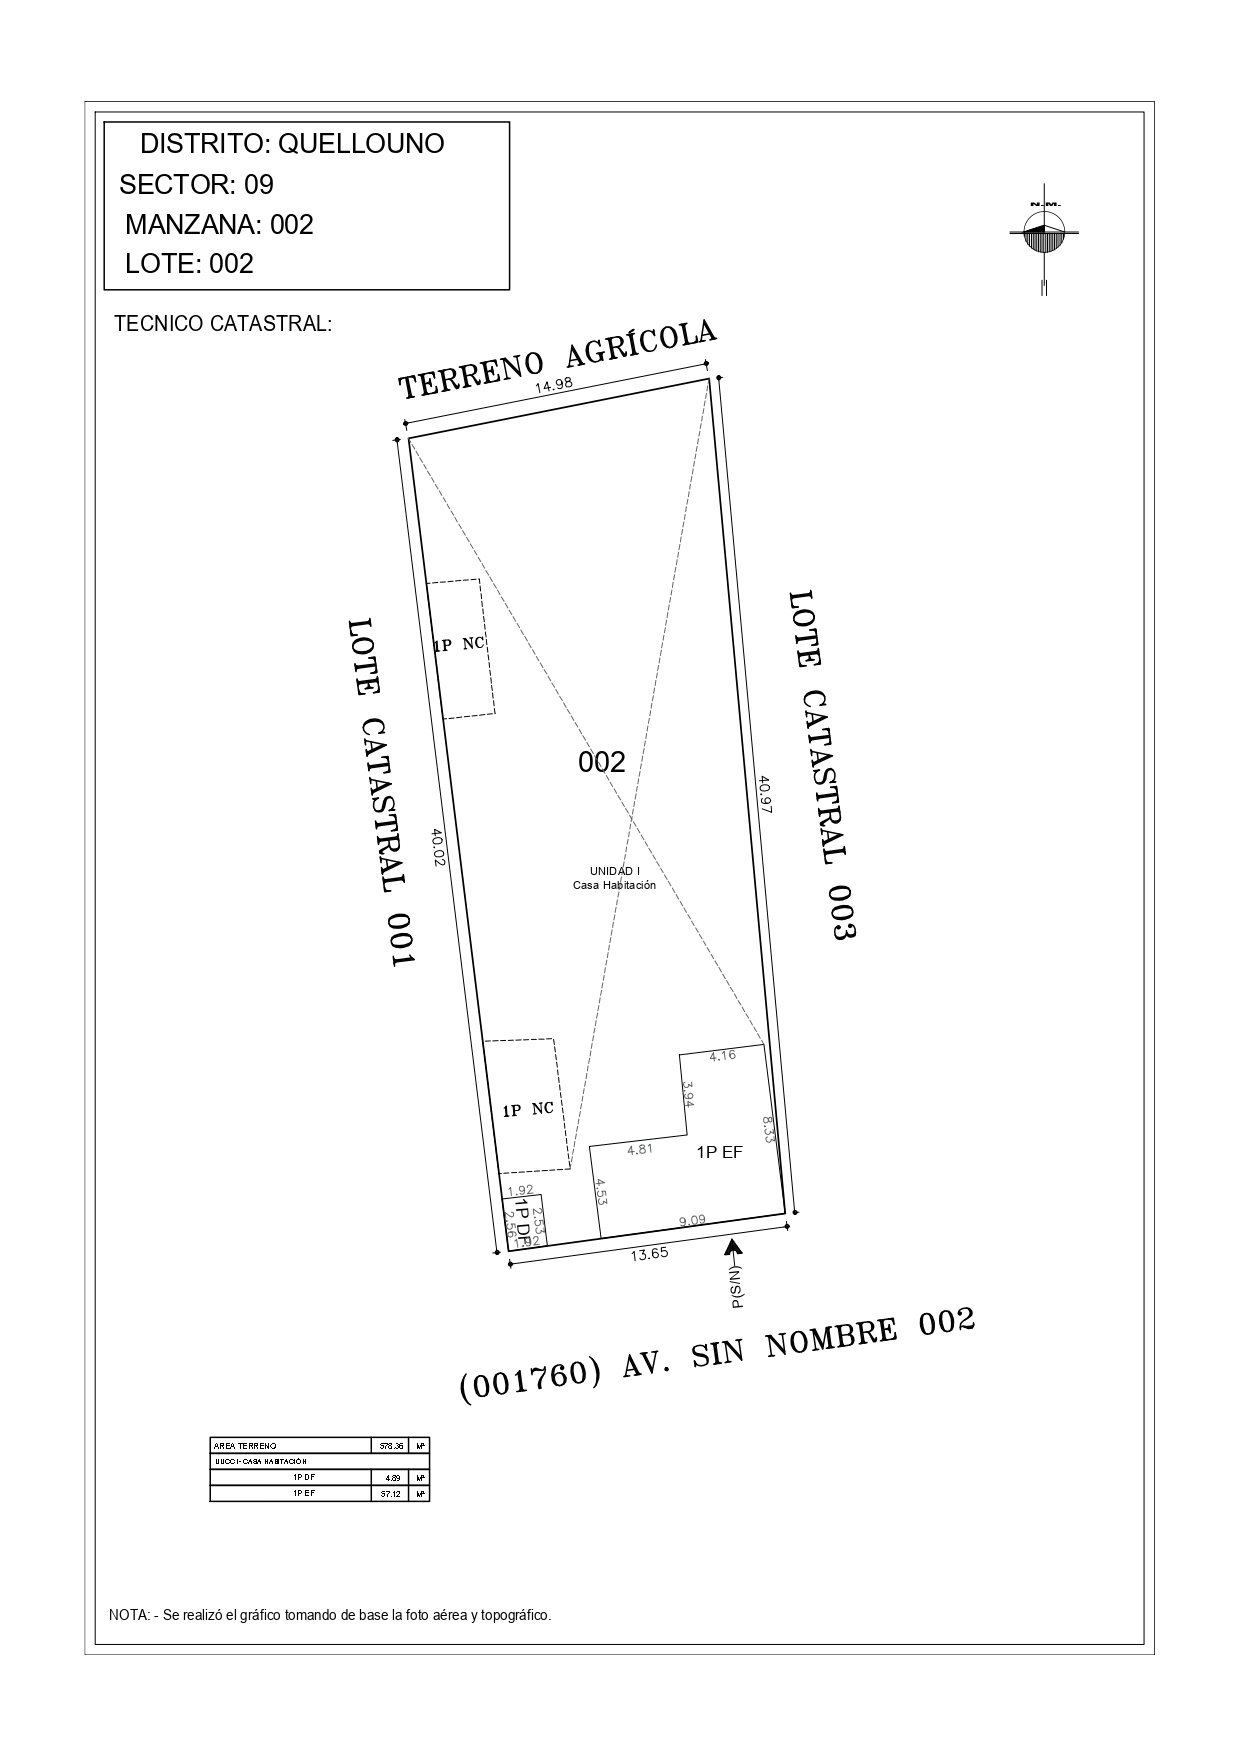 DISTRITO: QUELLOUNO
SECTOR: 09
MANZANA: 002
LOTE: 002
N.M.
TECNICO CATASTRAL:
TERRENO AGRÍCOLA
14.98
1P NC
LOTE CATASTRAL 001
40.02
002
40.97
LOTE CATASTRAL 003
UNIDAD I
Casa Habitación
4.16
3.94
8.33
1P NC
4.81
1P EF
4.53
1.92
2.56
1P DF
2.53
1.92
9.09
13.65
P(S/N)
(001760) AV. SIN NOMBRE 002
AREA TERRENO 578.36 M²
UUCC I - CASA HABITACIÓN
1P DF 4.89 M²
1P EF 57.12 M²
NOTA: - Se realizó el gráfico tomando de base la foto aérea y topográfico.